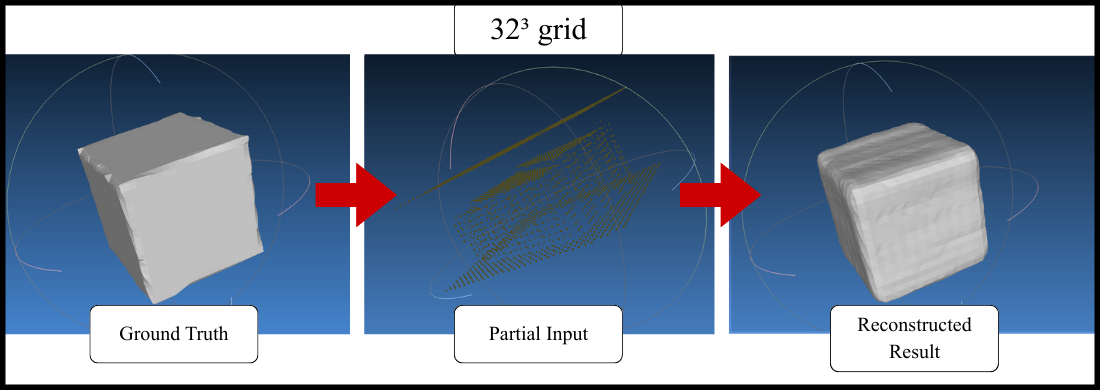 32³ grid
Ground Truth
Partial Input
Reconstructed
Result